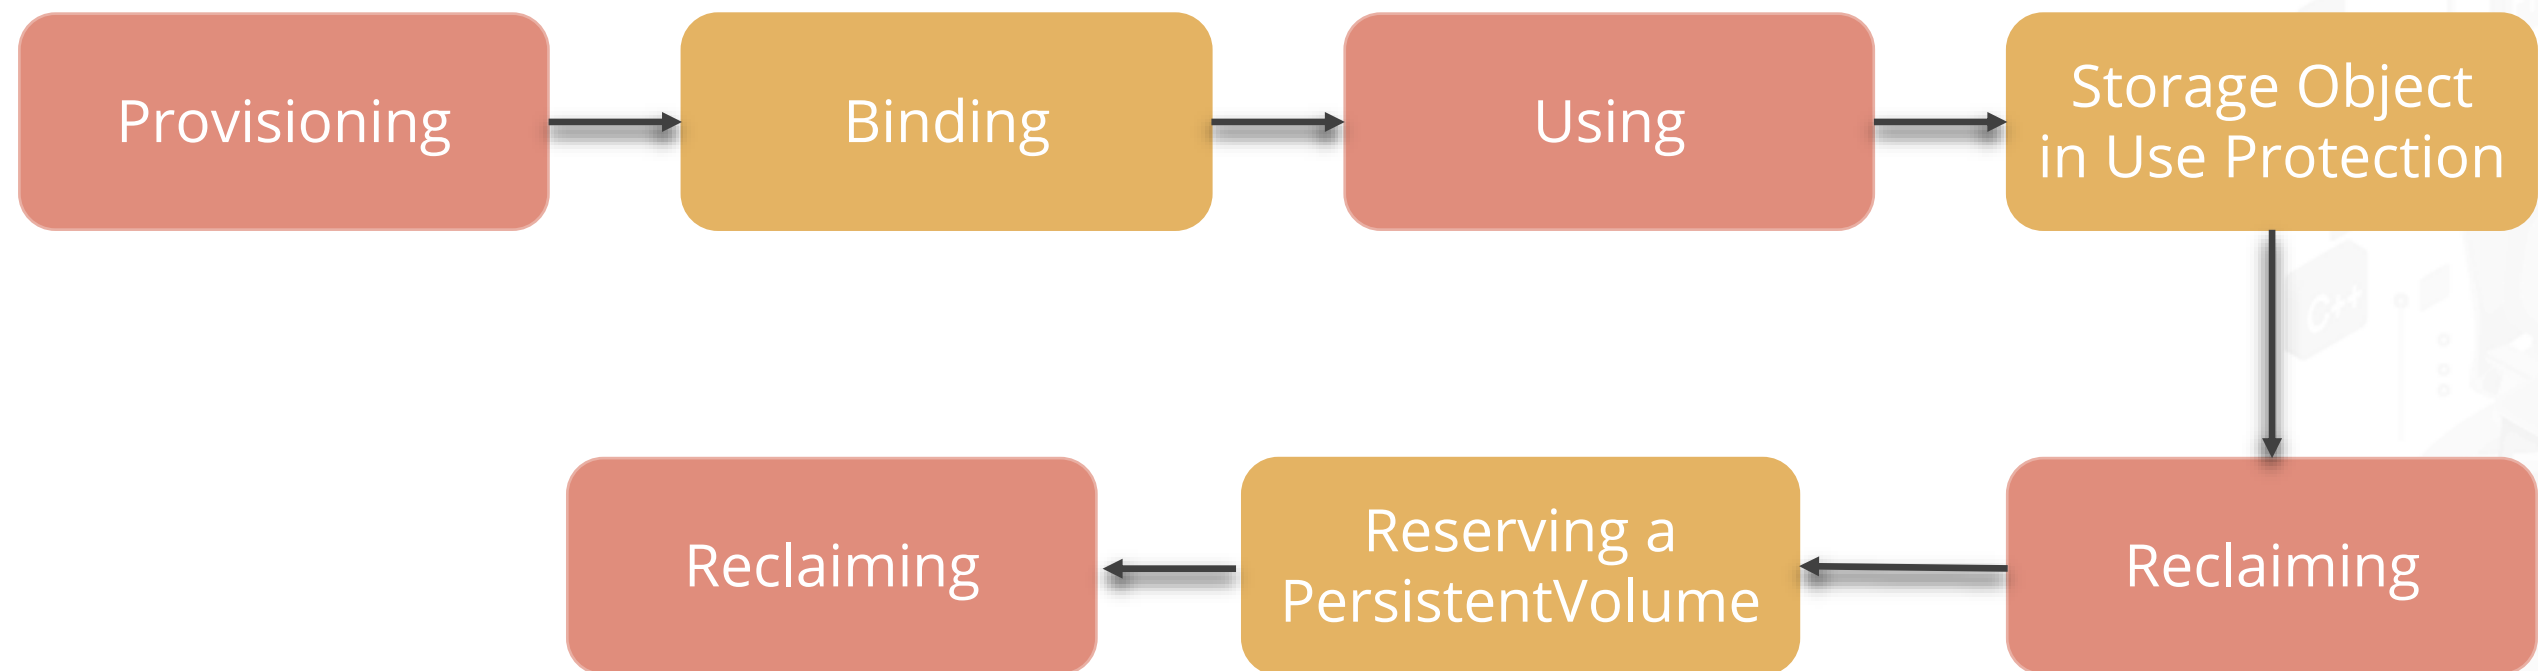 Provisioning
Binding
Using
Storage Object
in Use Protection
Reclaiming
Reserving a
PersistentVolume
Reclaiming
C++